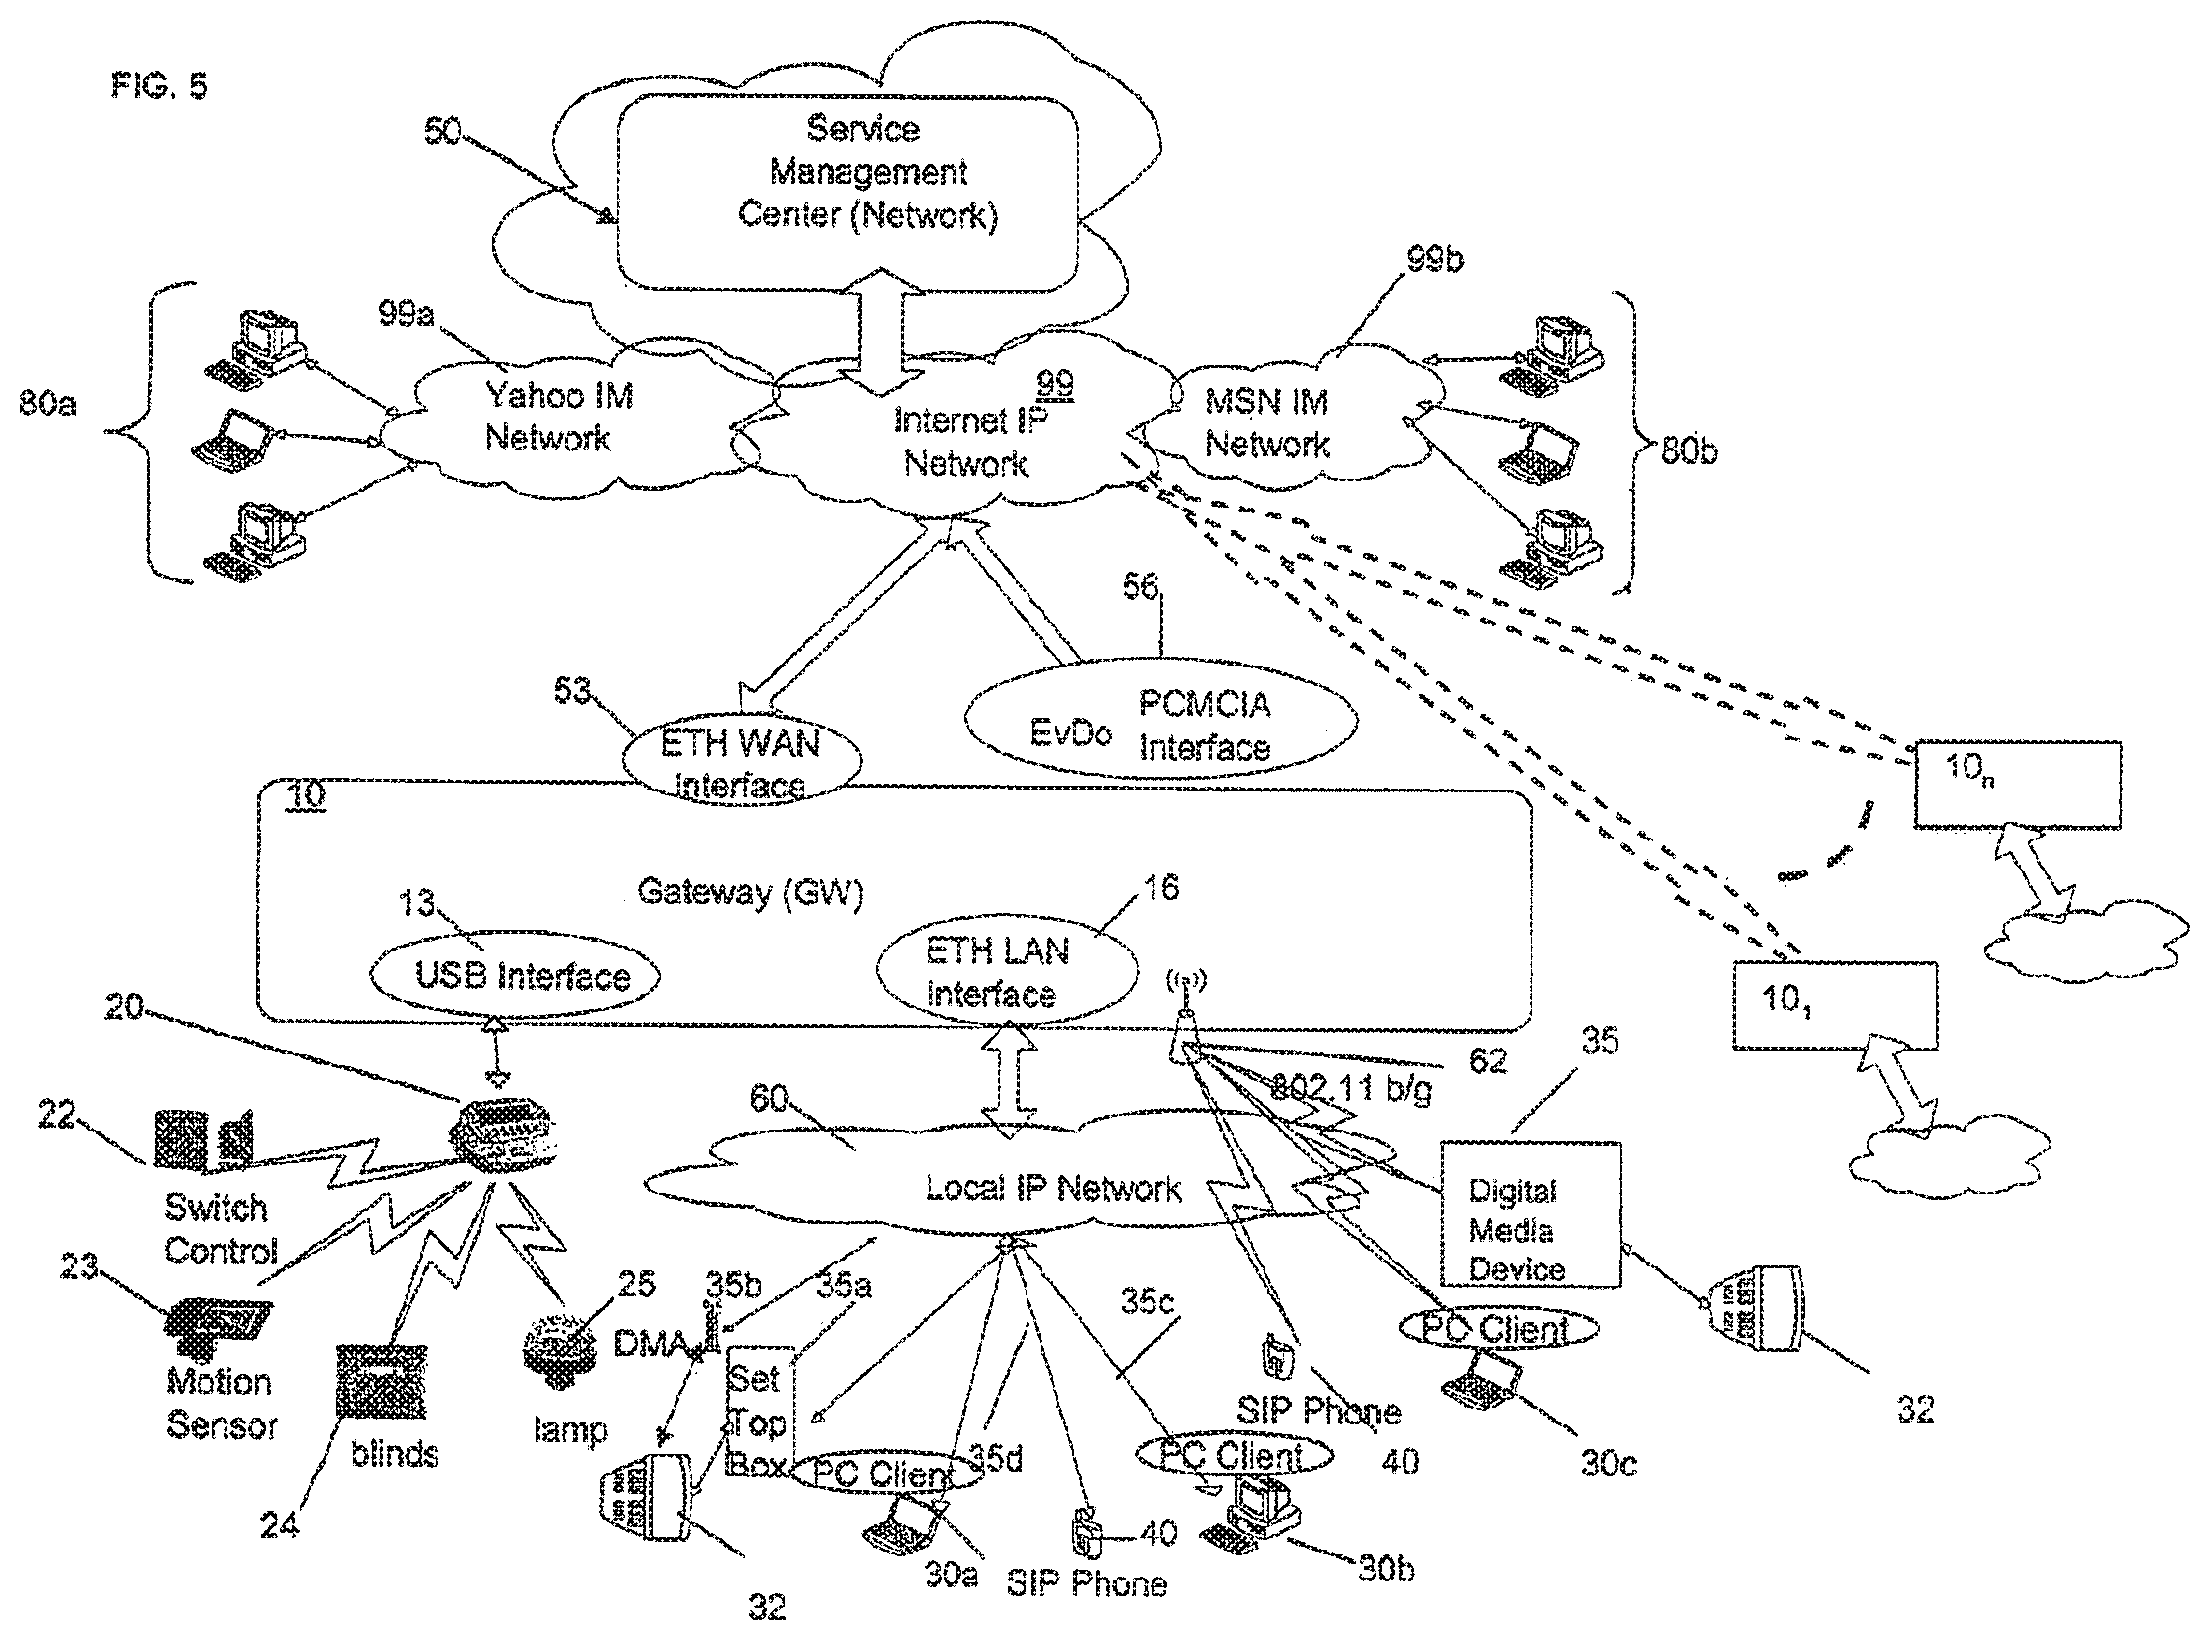 FIG. 5
50
Service
Management
Center (Network)
99b
99a
80a
Yahoo IM
Network
99
Internet IP
Network
MSN IM
Network
80b
56
53
ETH WAN
Interface
EvDo
PCMCIA
Interface
10
10n
Gateway (GW)
13
16
USB Interface
ETH LAN
Interface
101
20
62
35
802.11 b/g
22
60
Switch
Control
Local IP Network
Digital
Media
Device
23
25
35b
35a
35c
DMA
PC Client
Motion
Sensor
Set
Top
Box
lamp
blinds
SIP Phone
32
PC Client
35d
PC Client
40
30c
24
40
30a
SIP Phone
30b
32